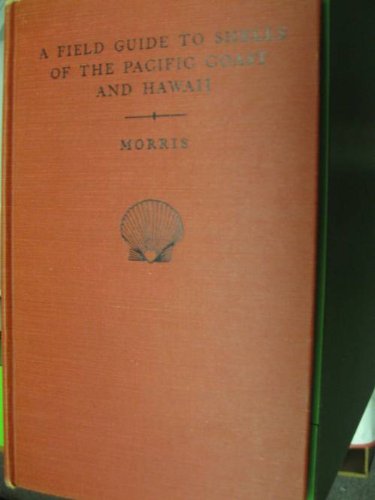 A FIELD GUIDE TO SHELLS
OF THE PACIFIC COAST
AND HAWAII
MORRIS